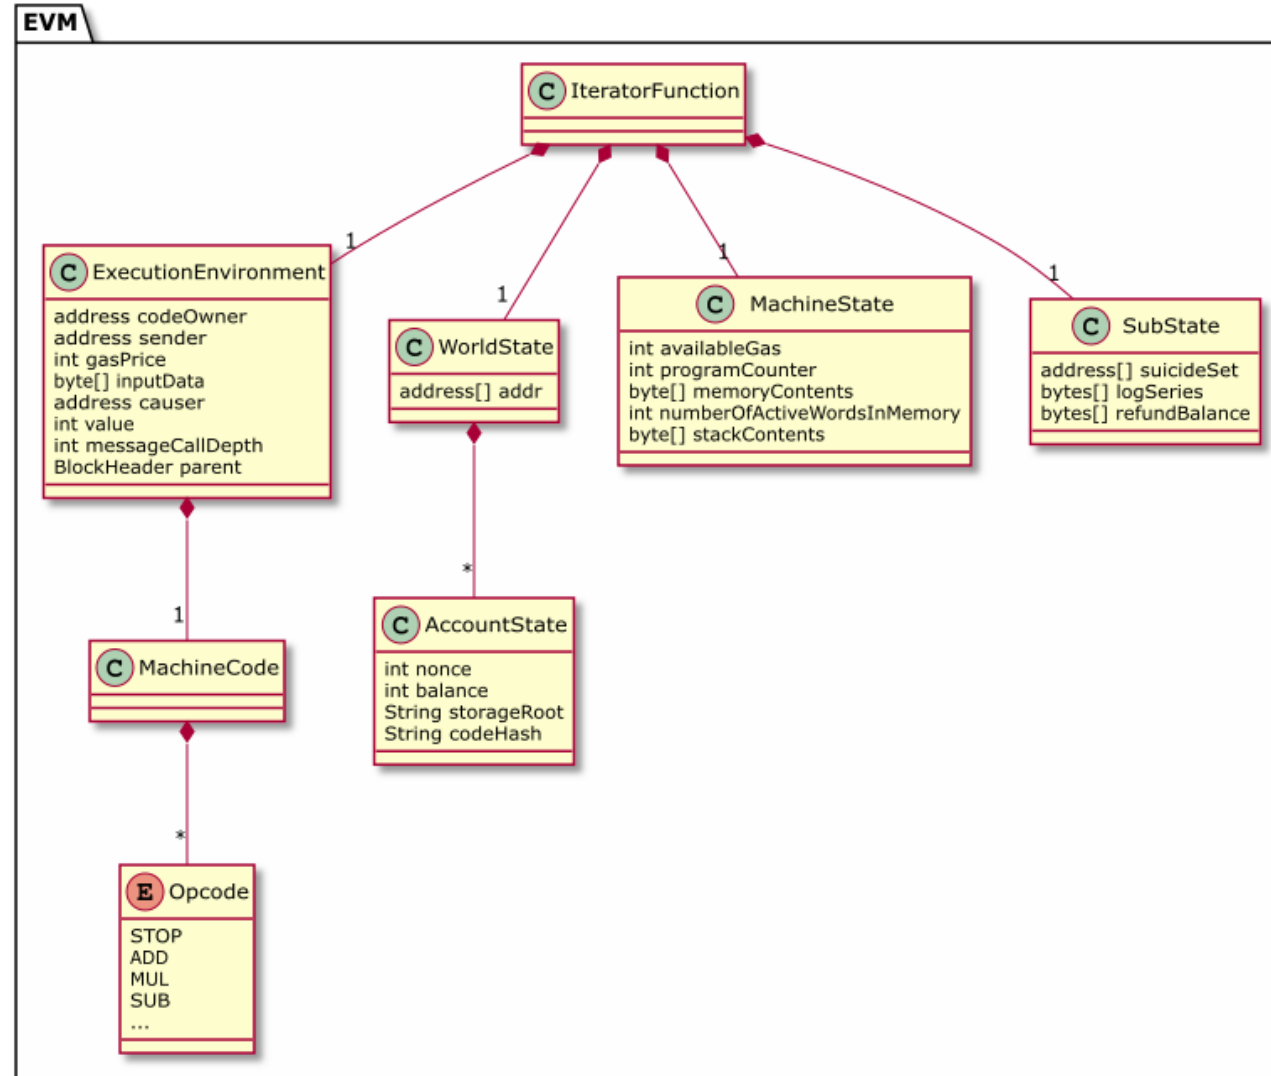 EVM
C IteratorFunction
1
1
1
1
C ExecutionEnvironment
address codeOwner
address sender
int gasPrice
byte[] inputData
address causer
int value
int messageCallDepth
BlockHeader parent
C WorldState
address[] addr
C MachineState
int availableGas
int programCounter
byte[] memoryContents
int numberOfActiveWordsInMemory
byte[] stackContents
C SubState
address[] suicideSet
bytes[] logSeries
bytes[] refundBalance
1
*
C MachineCode
C AccountState
int nonce
int balance
String storageRoot
String codeHash
*
E Opcode
STOP
ADD
MUL
SUB
...